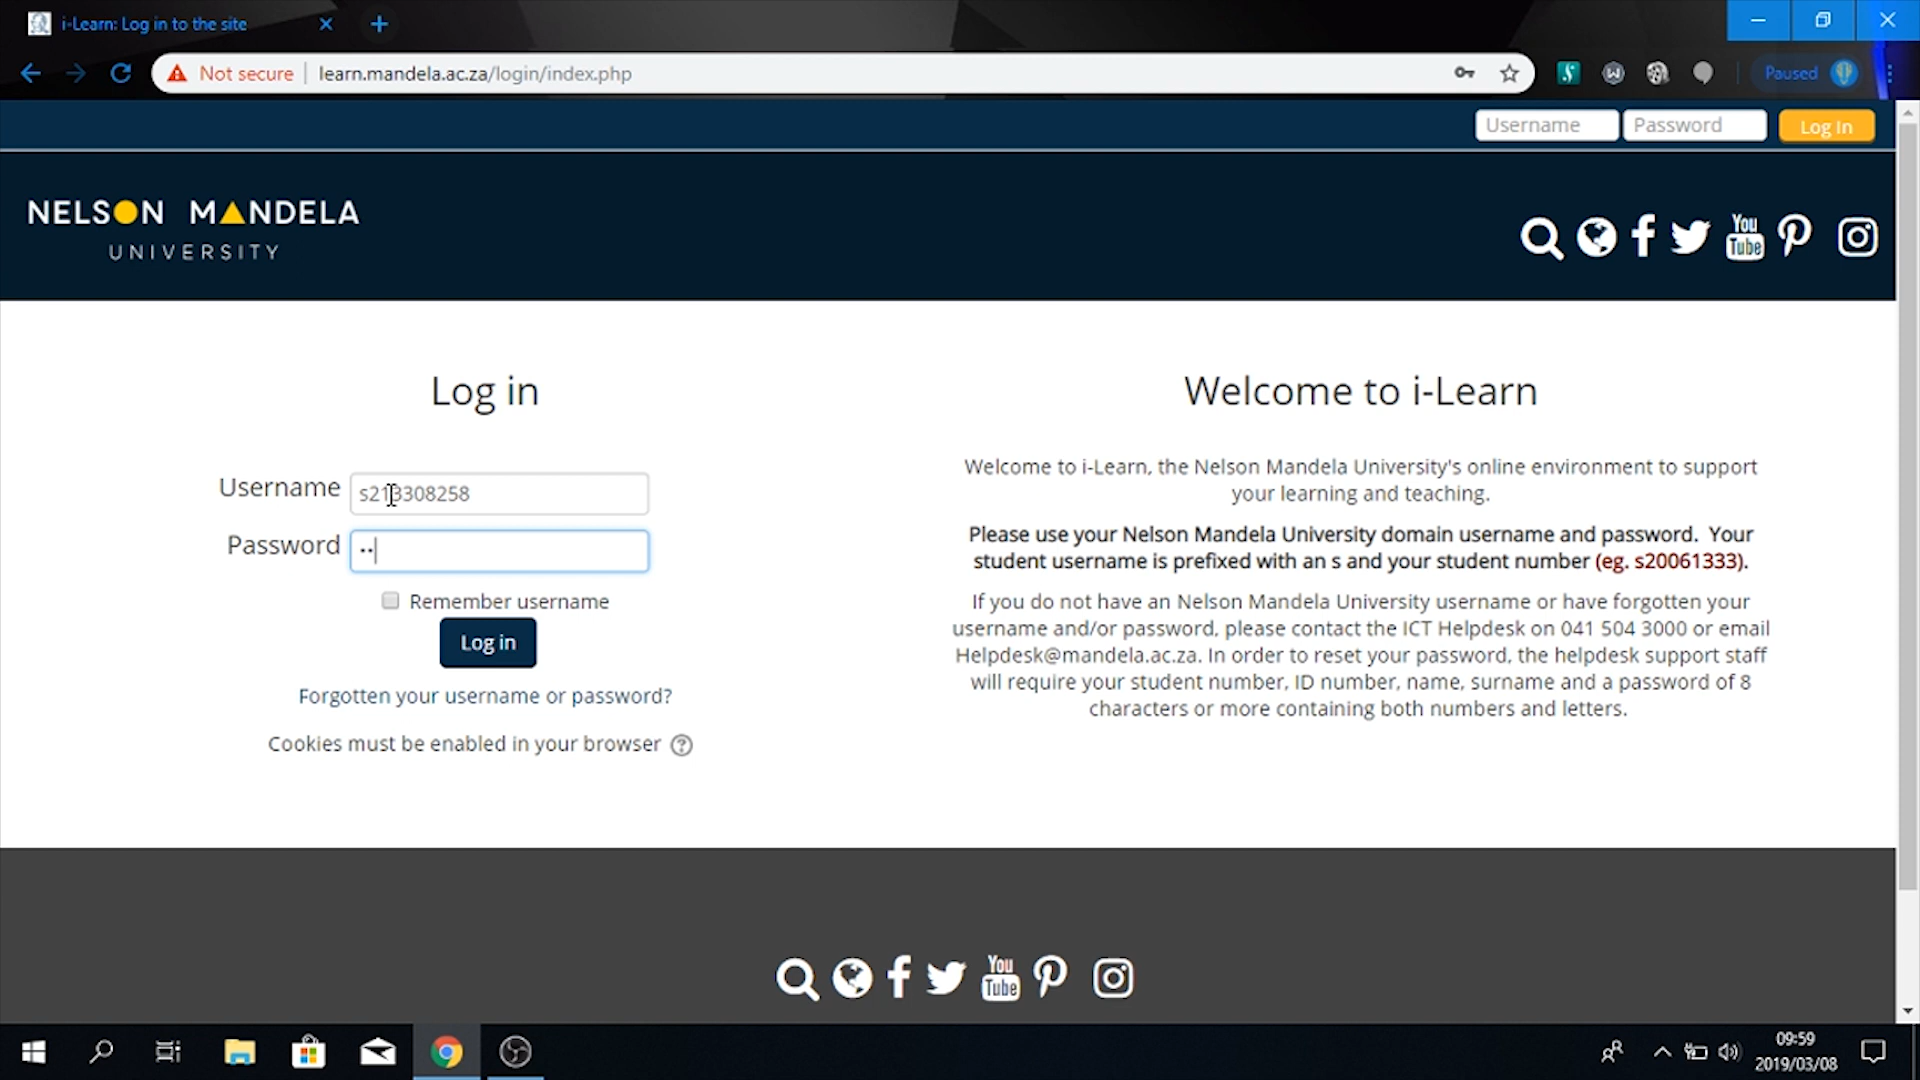 i-Learn: Log in to the site
Not secure
learn.mandela.ac.za/login/index.php
Paused
Username
Password
Log In
NELSON MANDELA
UNIVERSITY
You
Tube
Log in
Username
s213308258
Password
Remember username
Log in
Forgotten your username or password?
Cookies must be enabled in your browser
Welcome to i-Learn
Welcome to i-Learn, the Nelson Mandela University's online environment to support
your learning and teaching.
Please use your Nelson Mandela University domain username and password. Your
student username is prefixed with an s and your student number (eg. s20061333).
If you do not have an Nelson Mandela University username or have forgotten your
username and/or password, please contact the ICT Helpdesk on 041 504 3000 or email
Helpdesk@mandela.ac.za. In order to reset your password, the helpdesk support staff
will require your student number, ID number, name, surname and a password of 8
characters or more containing both numbers and letters.
You
Tube
09:59
2019/03/08